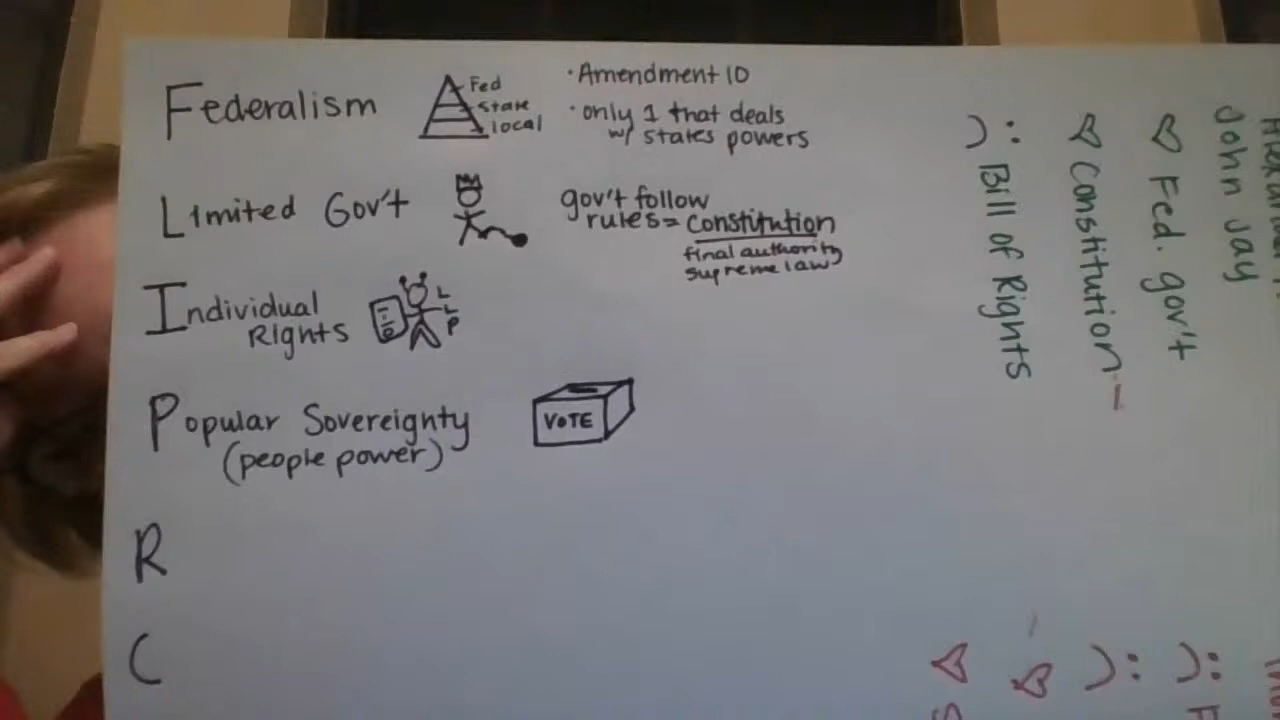 Federalism
Fed
State
local
· Amendment 10
· only 1 that deals
w/ states powers
Limited Gov't
gov't follow
rules = constitution
final authority
supreme law
Individual
Rights
L
L
P
Popular Sovereignty
(people power)
VOTE
R
C
John Jay
♡ Fed. gov't
♡ Constitution -
:( Bill of Rights